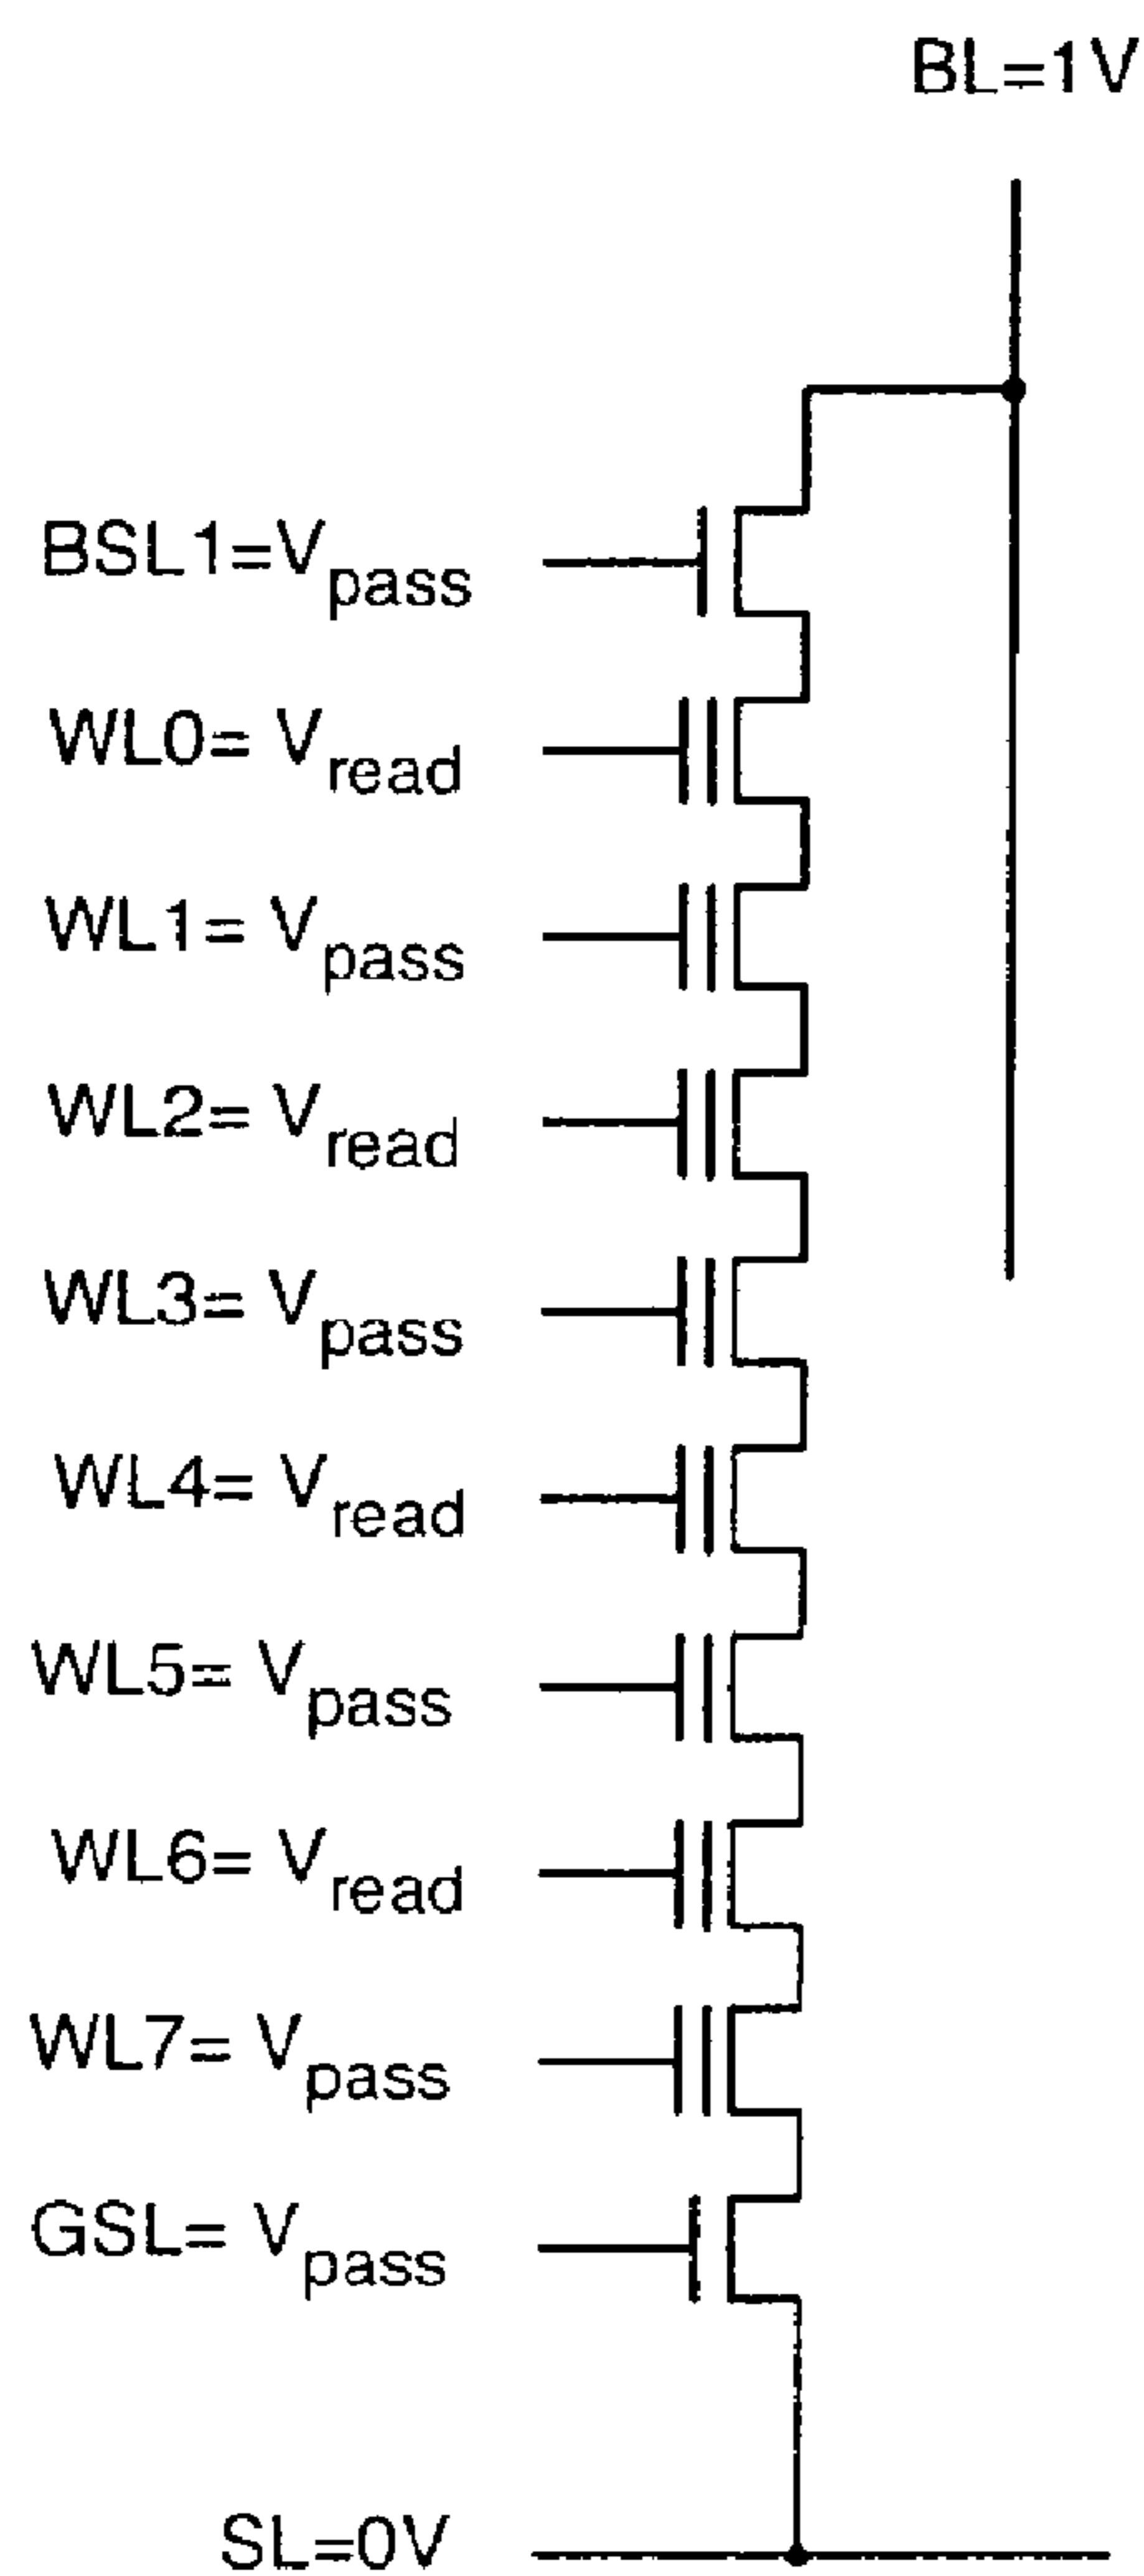 BL=1V
BSL1=Vpass
WL0= Vread
WL1= Vpass
WL2= Vread
WL3= Vpass
WL4= Vread
WL5= Vpass
WL6= Vread
WL7= Vpass
GSL= Vpass
SL=0V